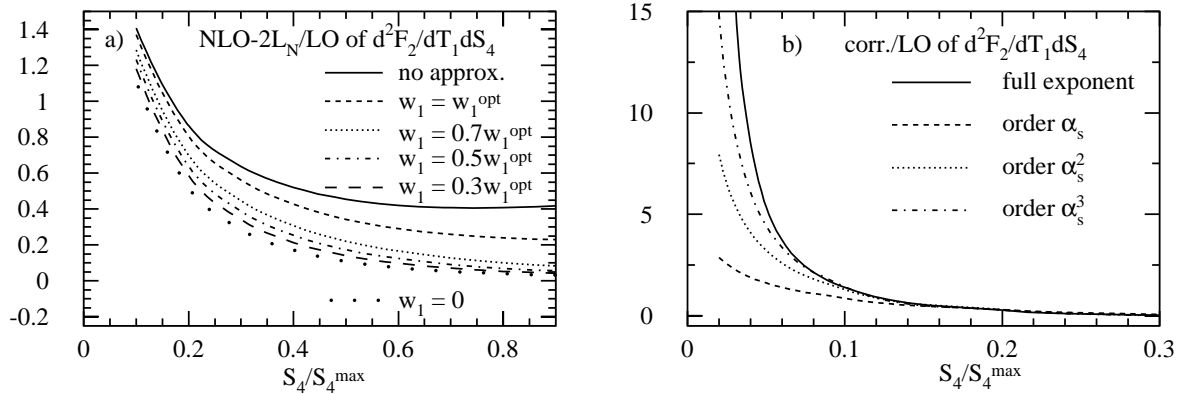 a) NLO-2L_N/LO of d²F₂/dT₁dS₄
no approx.
w₁ = w₁^opt
w₁ = 0.7w₁^opt
w₁ = 0.5w₁^opt
w₁ = 0.3w₁^opt
w₁ = 0
1.4
1.2
1
0.8
0.6
0.4
0.2
0
-0.2
0 0.2 0.4 0.6 0.8
S₄/S₄^max
b) corr./LO of d²F₂/dT₁dS₄
full exponent
order α_s
order α_s²
order α_s³
15
10
5
0
0 0.1 0.2 0.3
S₄/S₄^max